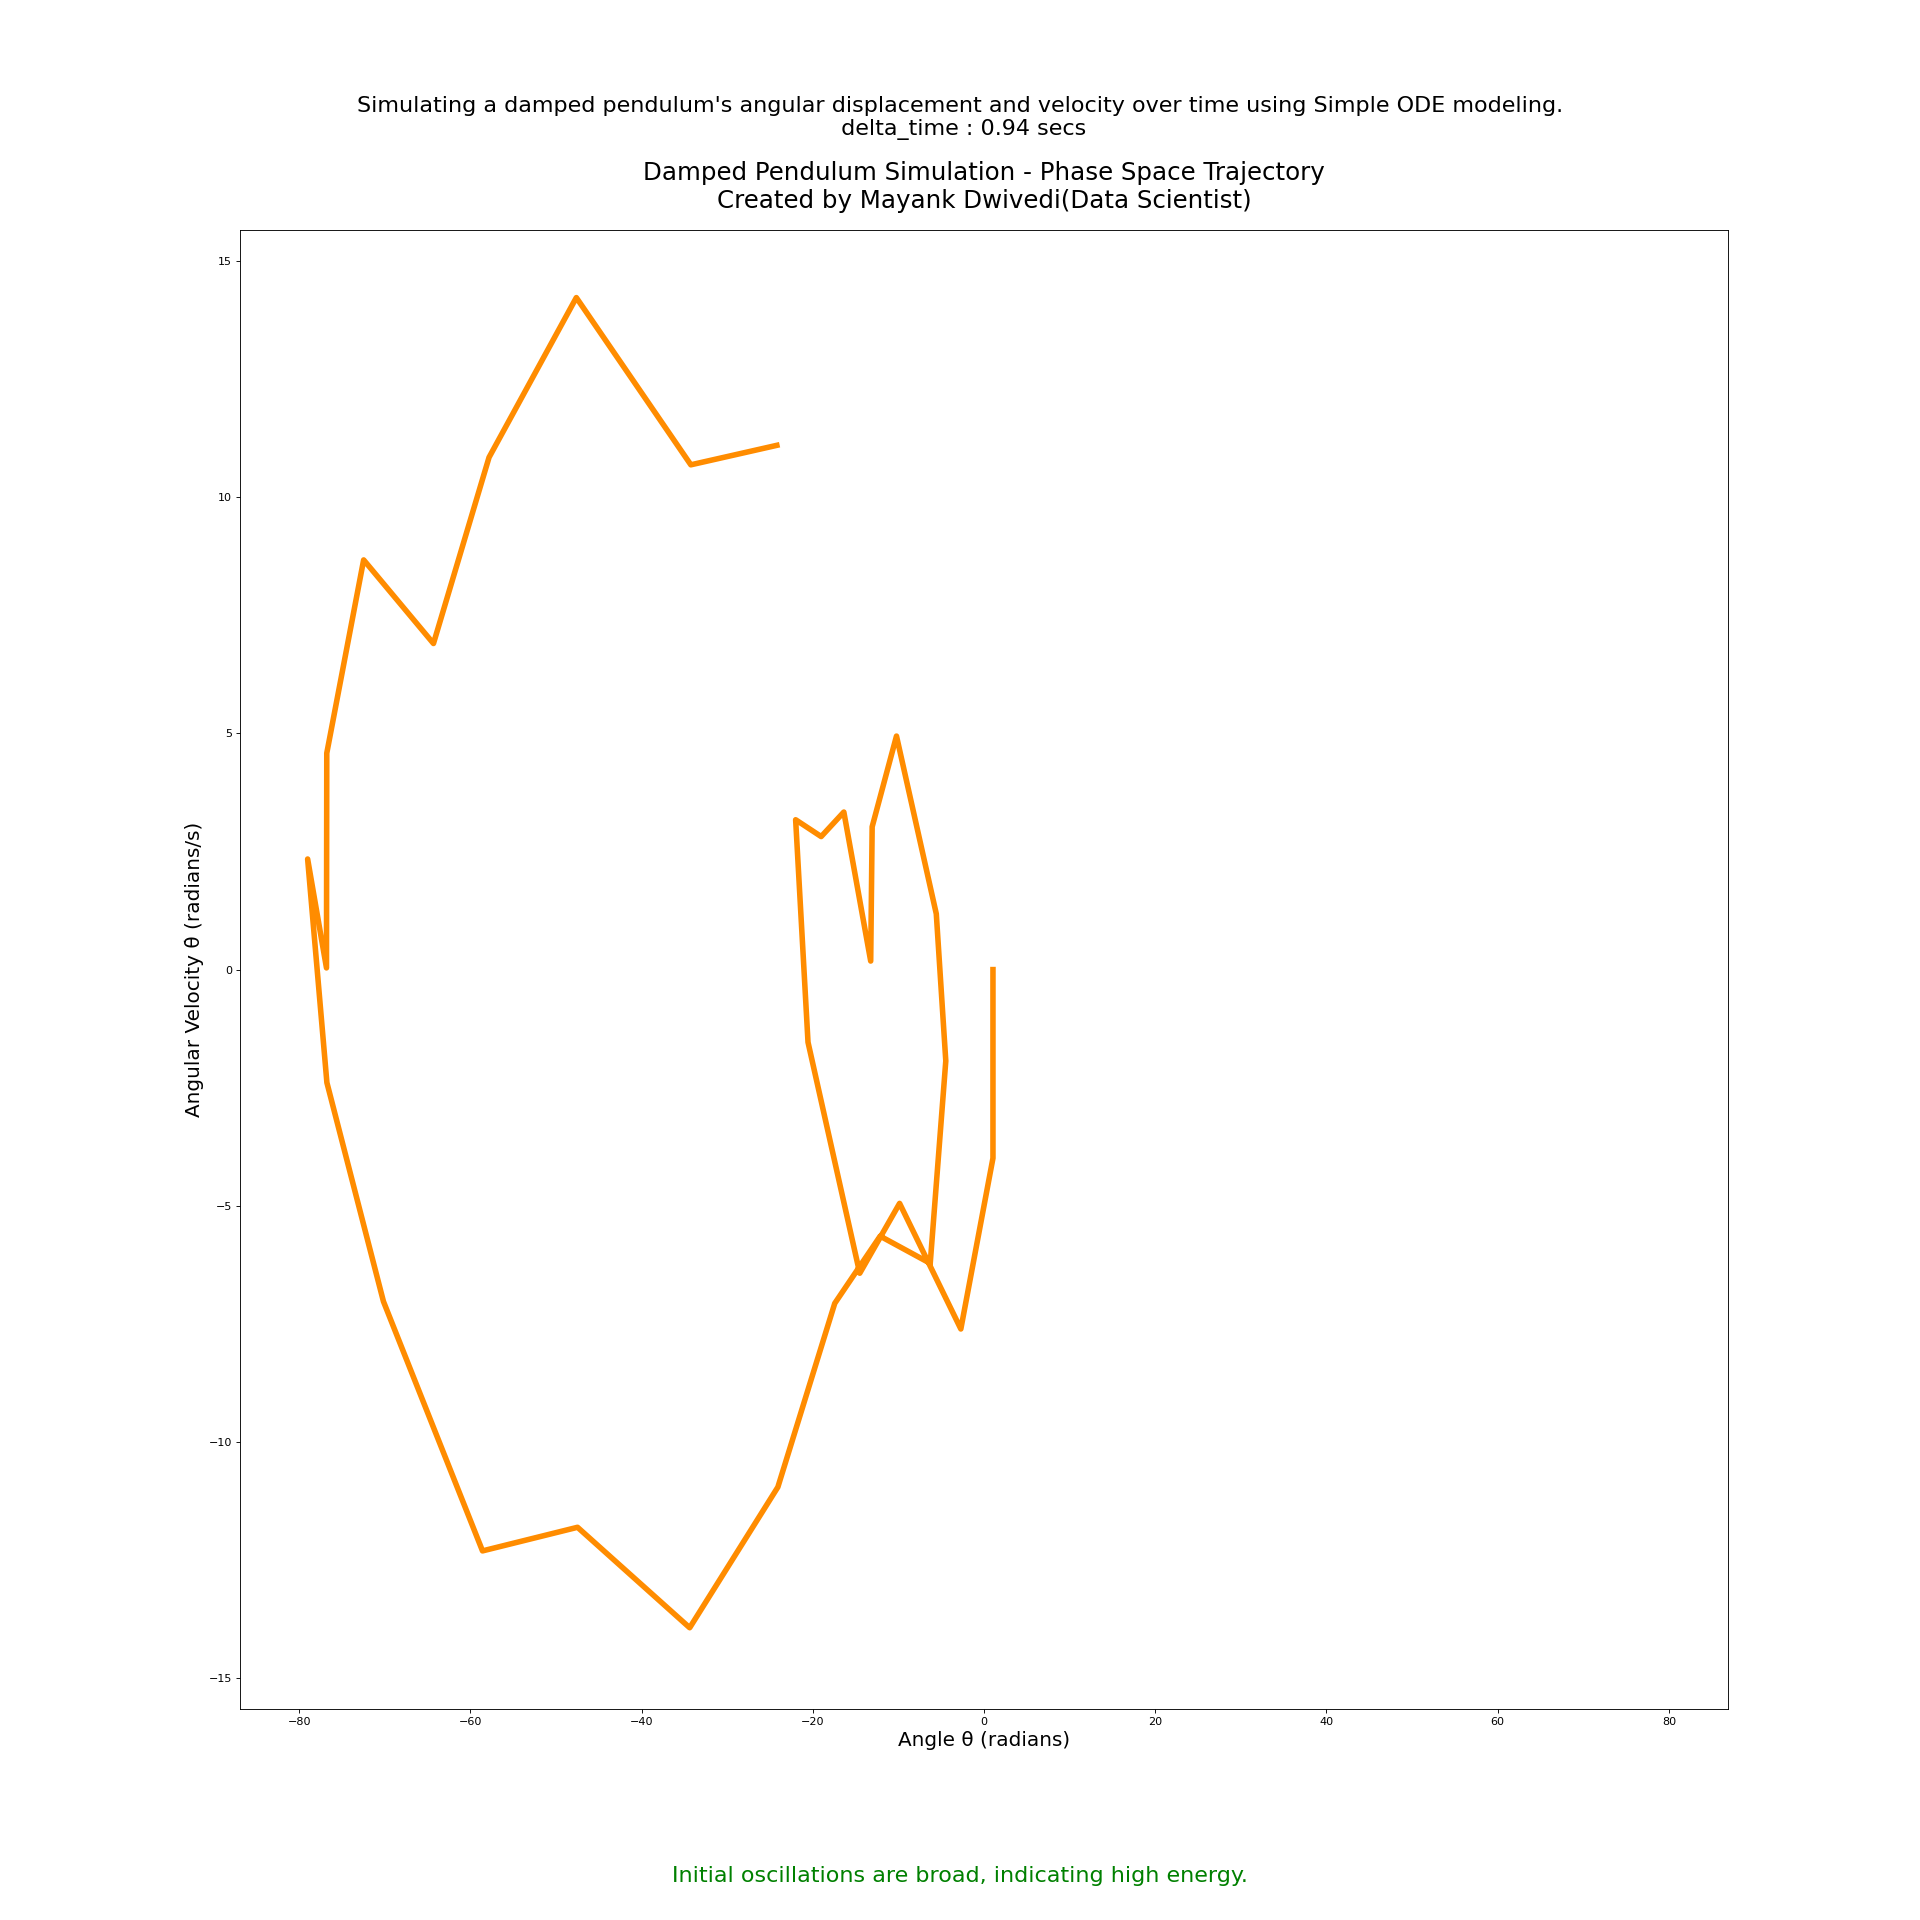 Simulating a damped pendulum's angular displacement and velocity over time using Simple ODE modeling.
delta_time : 0.94 secs
Damped Pendulum Simulation - Phase Space Trajectory
Created by Mayank Dwivedi(Data Scientist)
15
10
5
0
−5
−10
−15
Angular Velocity θ (radians/s)
−80
−60
−40
−20
0
20
40
60
80
Angle θ (radians)
Initial oscillations are broad, indicating high energy.